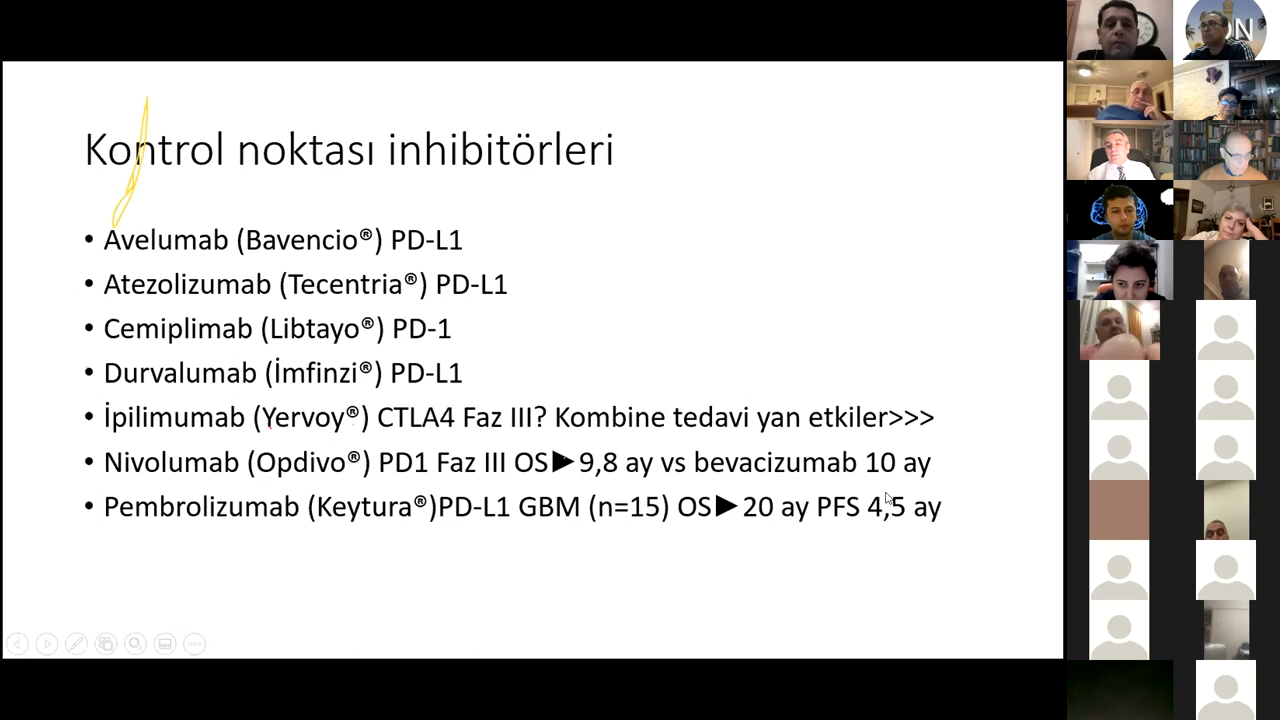 Kontrol noktası inhibitörleri
• Avelumab (Bavencio®) PD-L1
• Atezolizumab (Tecentria®) PD-L1
• Cemiplimab (Libtayo®) PD-1
• Durvalumab (İmfinzi®) PD-L1
• İpilimumab (Yervoy®) CTLA4 Faz III? Kombine tedavi yan etkiler>>>
• Nivolumab (Opdivo®) PD1 Faz III OS►9,8 ay vs bevacizumab 10 ay
• Pembrolizumab (Keytura®)PD-L1 GBM (n=15) OS►20 ay PFS 4,5 ay